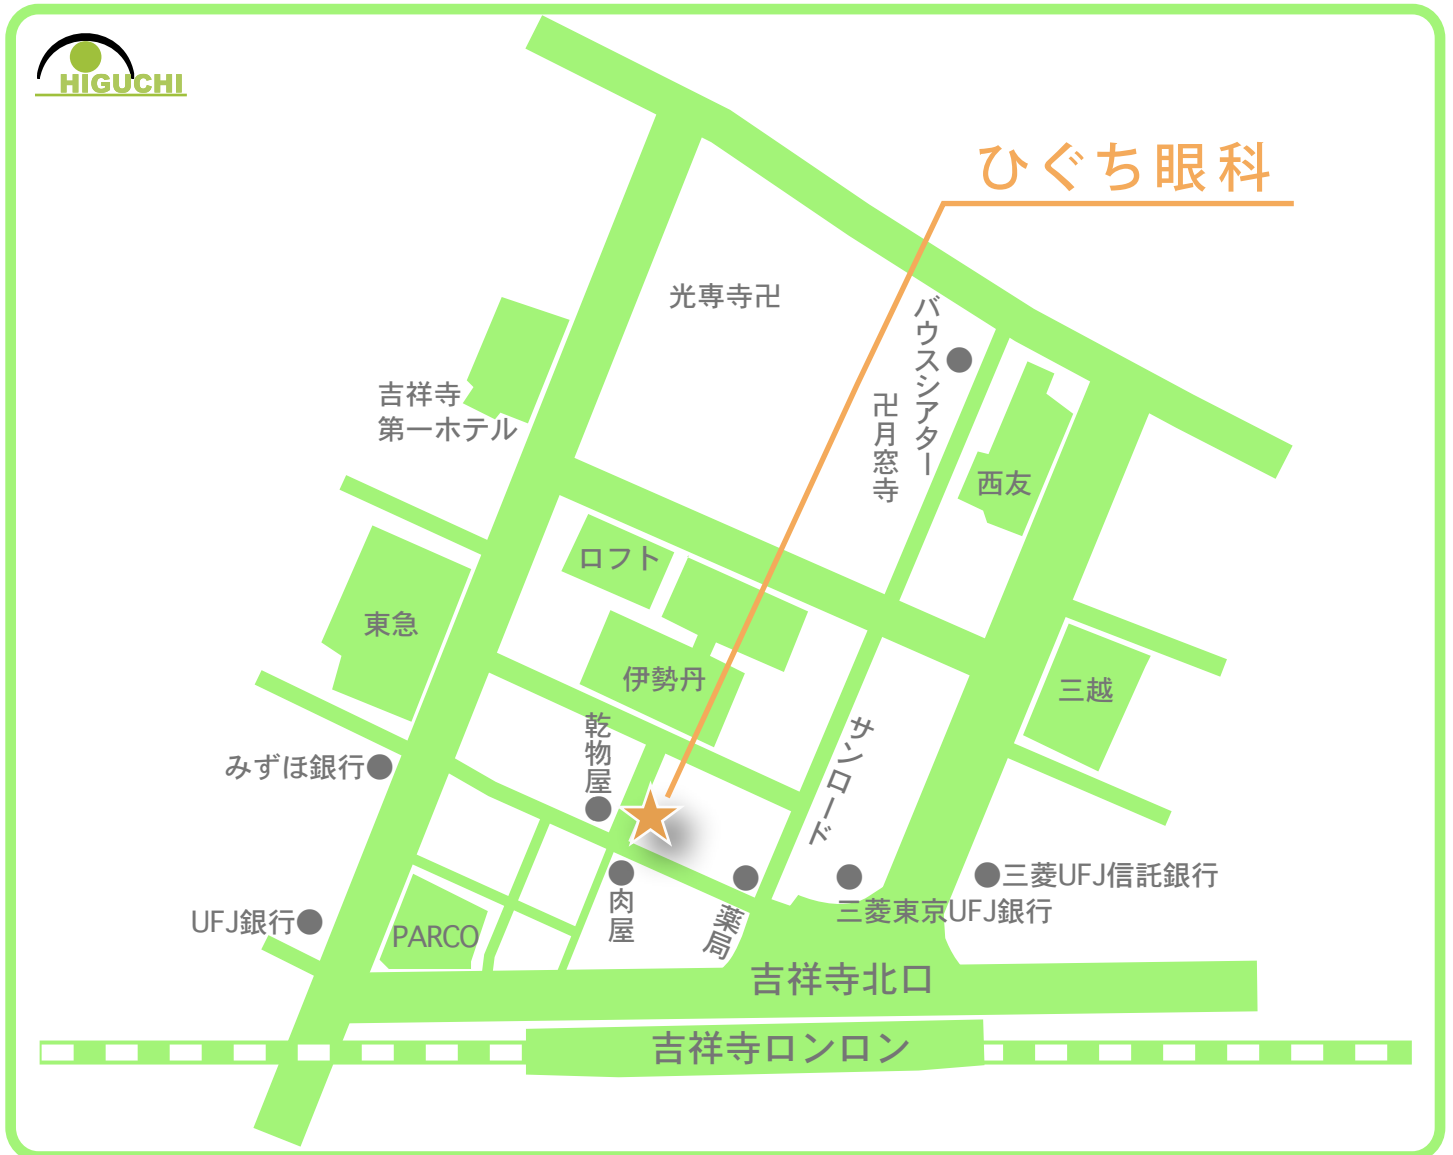 HIGUCHI
ひぐち眼科
光専寺卍
バウスシアター
卍月窓寺
吉祥寺
第一ホテル
西友
ロフト
東急
伊勢丹
三越
乾物屋
サンロード
みずほ銀行
三菱UFJ信託銀行
肉屋
薬局
三菱東京UFJ銀行
UFJ銀行
PARCO
吉祥寺北口
吉祥寺ロンロン